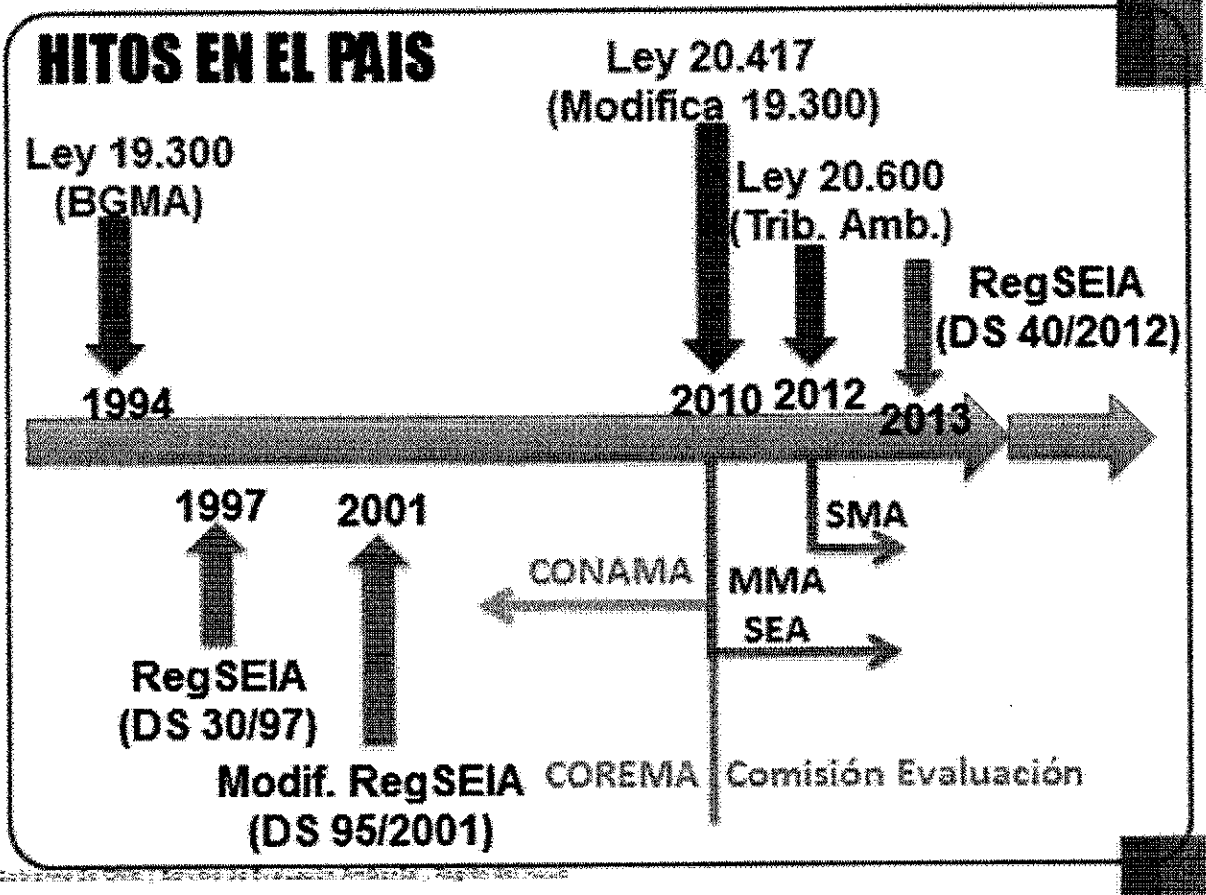 HITOS EN EL PAIS
Ley 20.417
(Modifica 19.300)
Ley 19.300
(BGMA)
Ley 20.600
(Trib. Amb.)
RegSEIA
(DS 40/2012)
1994
2010
2012
2013
1997
2001
SMA
CONAMA
MMA
SEA
RegSEIA
(DS 30/97)
Modif. RegSEIA
(DS 95/2001)
COREMA
Comisión Evaluación